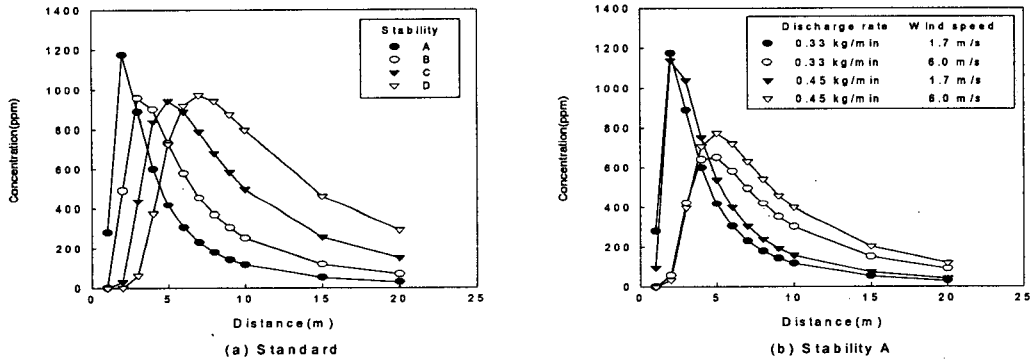 1400
1200
1000
800
600
400
200
0
0 5 10 15 20 25
Concentration(ppm)
Distance(m)
Stability
A
B
C
D
(a) Standard
1400
1200
1000
800
600
400
200
0
0 5 10 15 20 25
Concentration(ppm)
Distance(m)
Discharge rate Wind speed
0.33 kg/min 1.7 m/s
0.33 kg/min 6.0 m/s
0.45 kg/min 1.7 m/s
0.45 kg/min 6.0 m/s
(b) Stability A